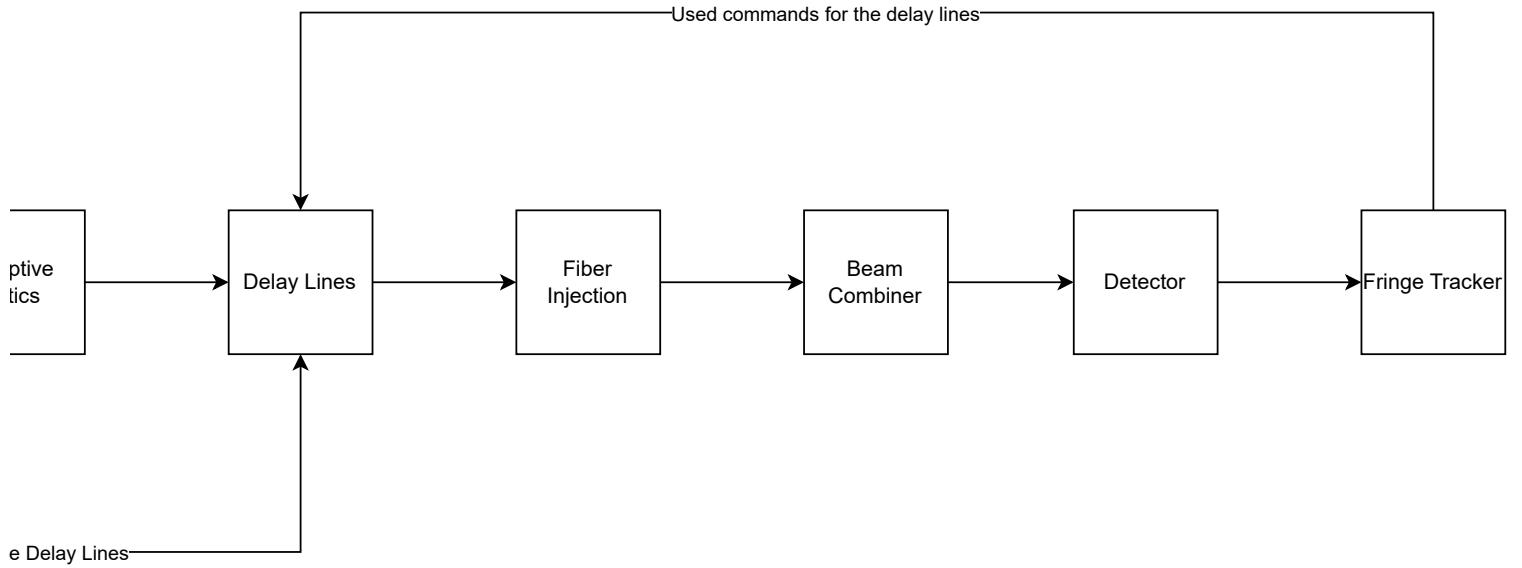 Used commands for the delay lines
ptive
tics
Delay Lines
Fiber
Injection
Beam
Combiner
Detector
Fringe Tracker
e Delay Lines